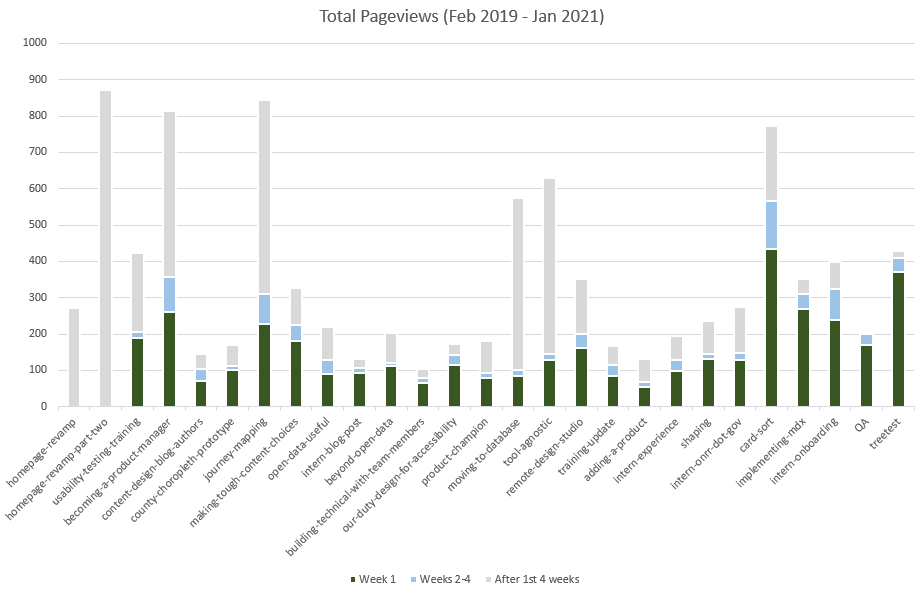 Total Pageviews (Feb 2019 - Jan 2021)
1000
900
800
700
600
500
400
300
200
100
0
homepage-revamp
homepage-revamp-part-two
usability-testing-training
becoming-a-product-manager
content-design-blog-authors
county-choropleth-prototype
journey-mapping
making-tough-content-choices
open-data-useful
intern-blog-post
beyond-open-data
building-technical-with-team-members
our-duty-design-for-accessibility
product-champion
moving-to-database
tool-agnostic
remote-design-studio
training-update
adding-a-product
intern-experience
shaping
intern-onrr-dot-gov
card-sort
implementing-mdx
intern-onboarding
QA
treetest
Week 1 Weeks 2-4 After 1st 4 weeks